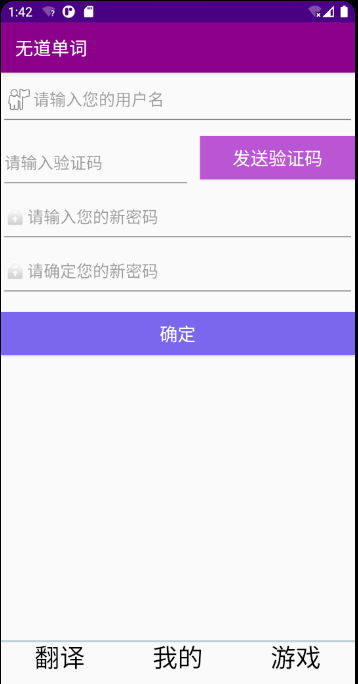 1:42
无道单词
请输入您的用户名
请输入验证码 发送验证码
请输入您的新密码
请确定您的新密码
确定
翻译 我的 游戏